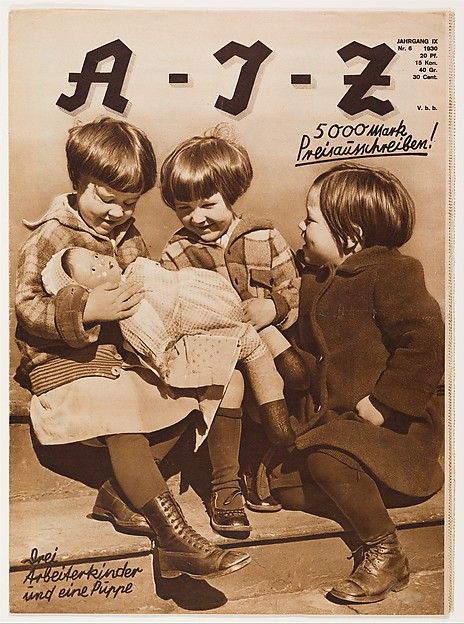 A-I-Z
JAHRGANG IX
Nr. 6 1930
20 Pf.
15 Kon.
40 Gr.
30 Cent.
V. b. b.
5000 Mark
Preisausschreiben!
Drei
Arbeiterkinder
und eine Puppe